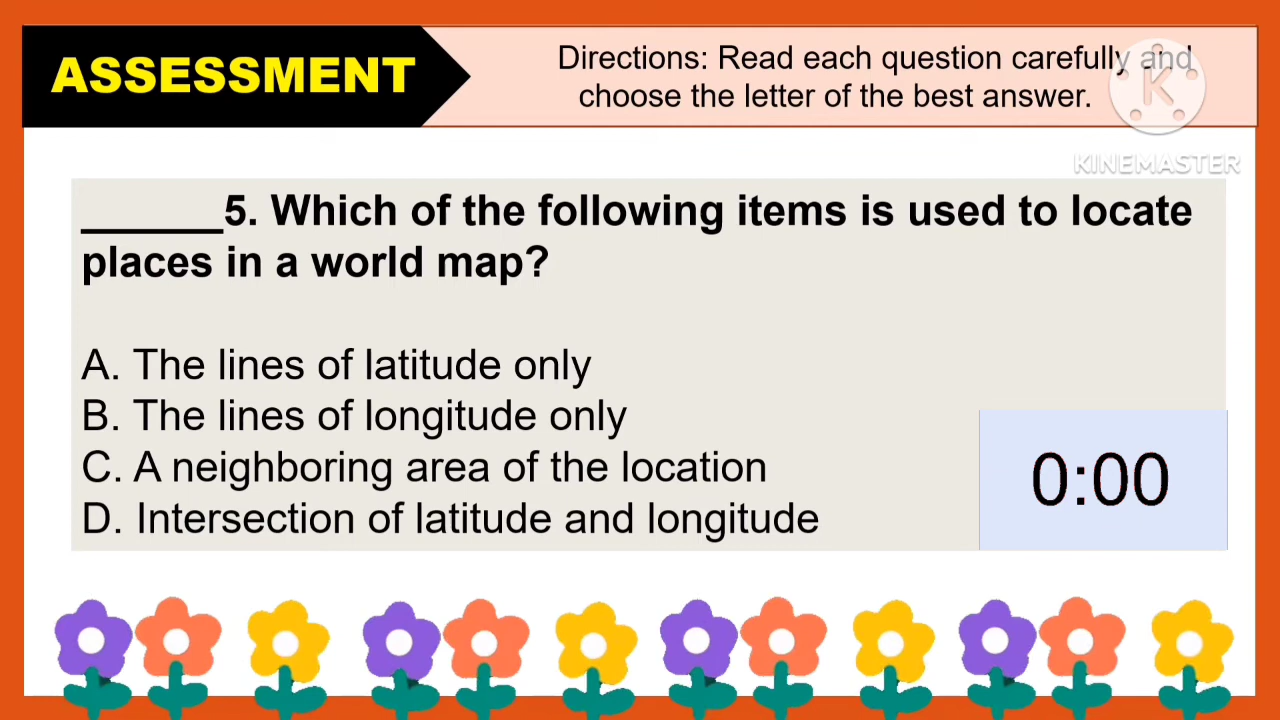 ASSESSMENT
Directions: Read each question carefully and
choose the letter of the best answer.
K
KINEMASTER
______5. Which of the following items is used to locate
places in a world map?
A. The lines of latitude only
B. The lines of longitude only
C. A neighboring area of the location
D. Intersection of latitude and longitude
0:00